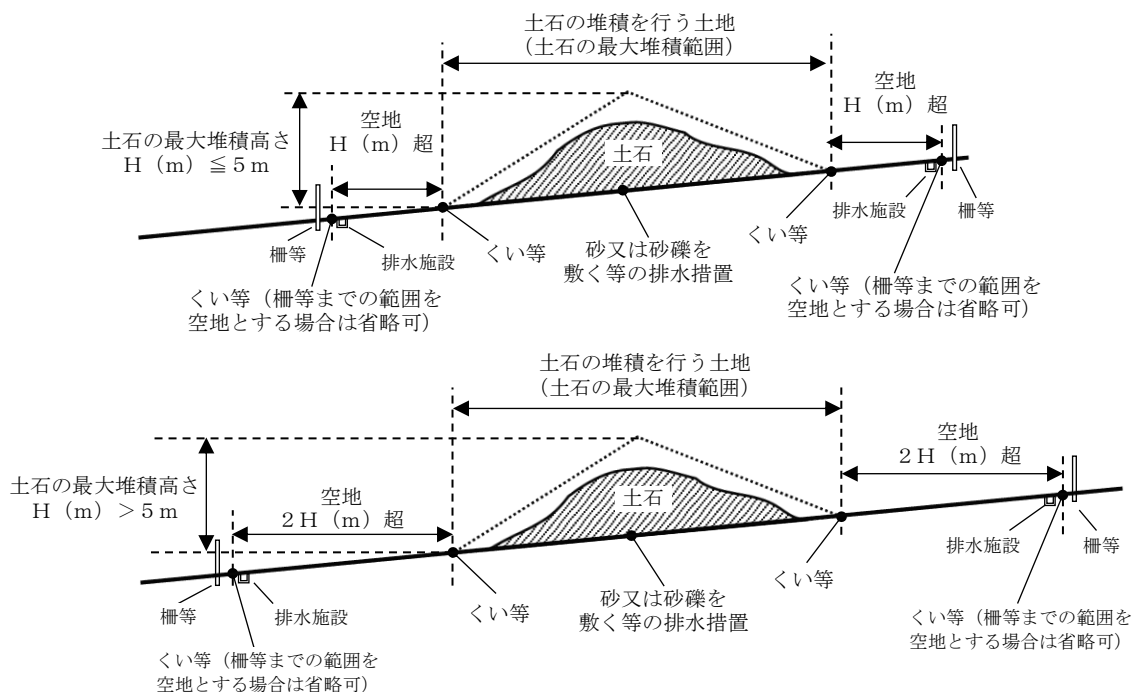 土石の堆積を行う土地
（土石の最大堆積範囲）
空地
Ｈ（m）超
空地
Ｈ（m）超
土石の最大堆積高さ
Ｈ（m）≦５m
土石
柵等
排水施設
くい等
砂又は砂礫を
敷く等の排水措置
くい等
排水施設
柵等
くい等（柵等までの範囲を
空地とする場合は省略可）
くい等（柵等までの範囲を
空地とする場合は省略可）
土石の堆積を行う土地
（土石の最大堆積範囲）
空地
２Ｈ（m）超
土石の最大堆積高さ
Ｈ（m）＞５m
空地
２Ｈ（m）超
土石
排水施設
柵等
柵等
排水施設
くい等
砂又は砂礫を
敷く等の排水措置
くい等
くい等（柵等までの範囲を
空地とする場合は省略可）
くい等（柵等までの範囲を
空地とする場合は省略可）